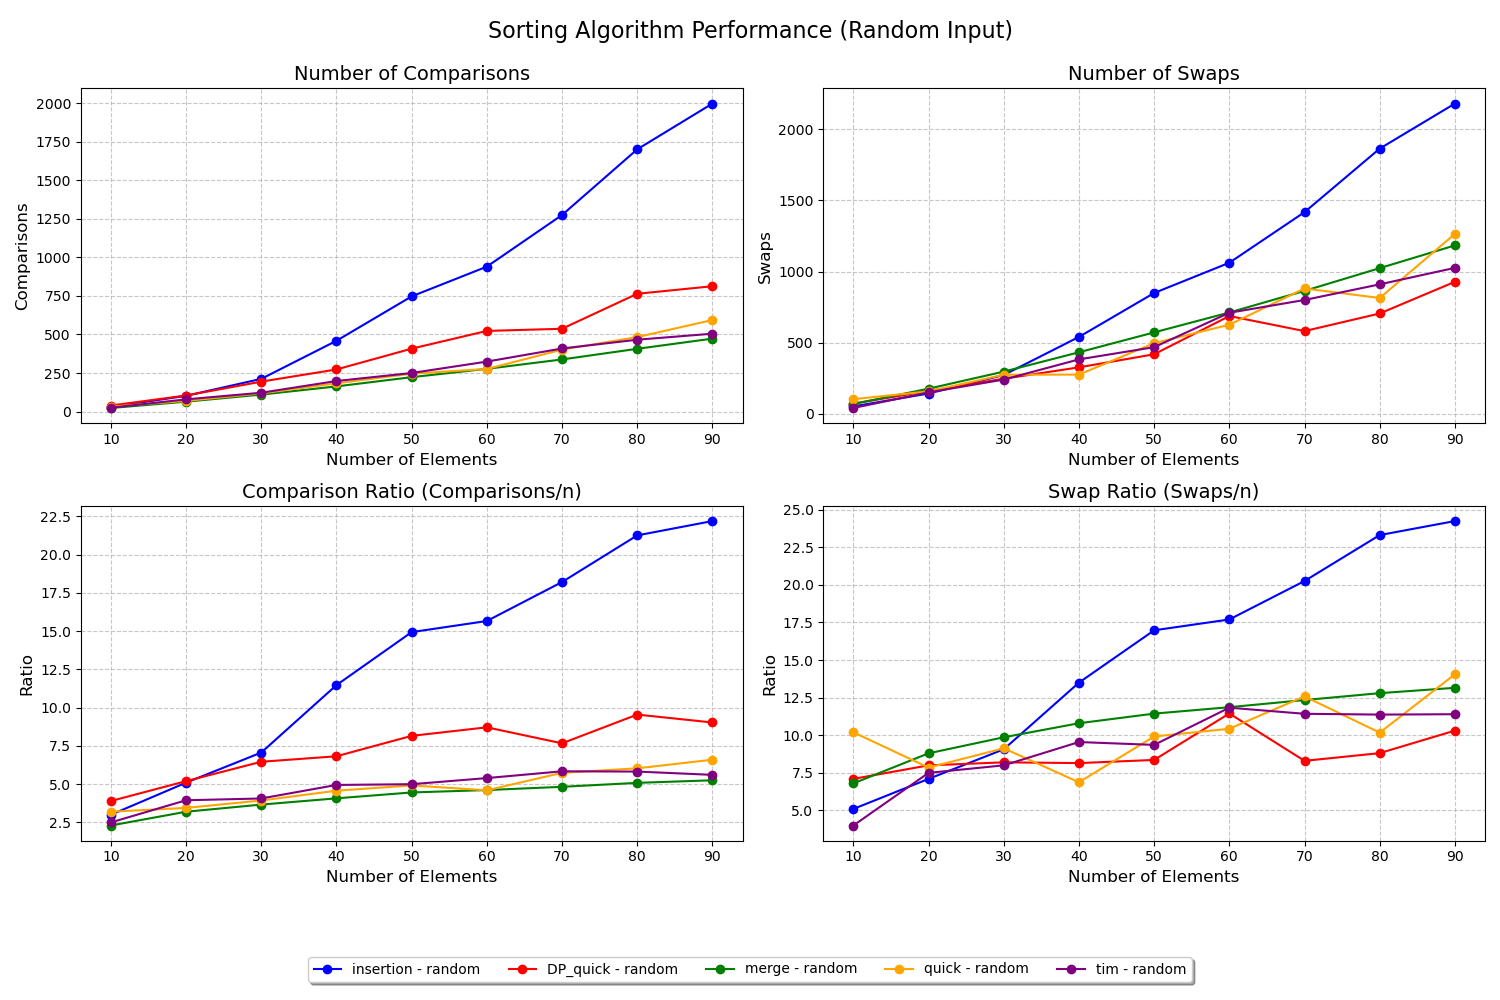 Sorting Algorithm Performance (Random Input)
Number of Comparisons
Comparisons
2000
1750
1500
1250
1000
750
500
250
0
10 20 30 40 50 60 70 80 90
Number of Elements
Number of Swaps
Swaps
2000
1500
1000
500
0
10 20 30 40 50 60 70 80 90
Number of Elements
Comparison Ratio (Comparisons/n)
Ratio
22.5
20.0
17.5
15.0
12.5
10.0
7.5
5.0
2.5
10 20 30 40 50 60 70 80 90
Number of Elements
Swap Ratio (Swaps/n)
Ratio
25.0
22.5
20.0
17.5
15.0
12.5
10.0
7.5
5.0
10 20 30 40 50 60 70 80 90
Number of Elements
insertion - random DP_quick - random merge - random quick - random tim - random